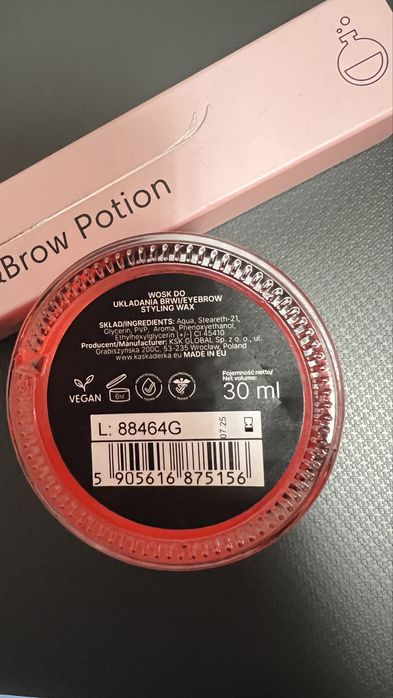 Brow Potion
WOSK DO
UKŁADANIA BRWI/EYEBROW
STYLING WAX
SKŁAD/INGREDIENTS: Aqua, Steareth-21,
Glycerin, PVP, Aroma, Phenoxyethanol,
Ethylhexylglycerin [+/-] CI 45410
Producent/Manufacturer: KSK GLOBAL Sp. z o. o., ul.
Grabiszyńska 200C, 53-235 Wrocław, Poland
www.kaskaderka.eu MADE IN EU
VEGAN
6M
Pojemność netto/
Net volume:
30 ml
L: 88464G
07.25
5 905616 875156